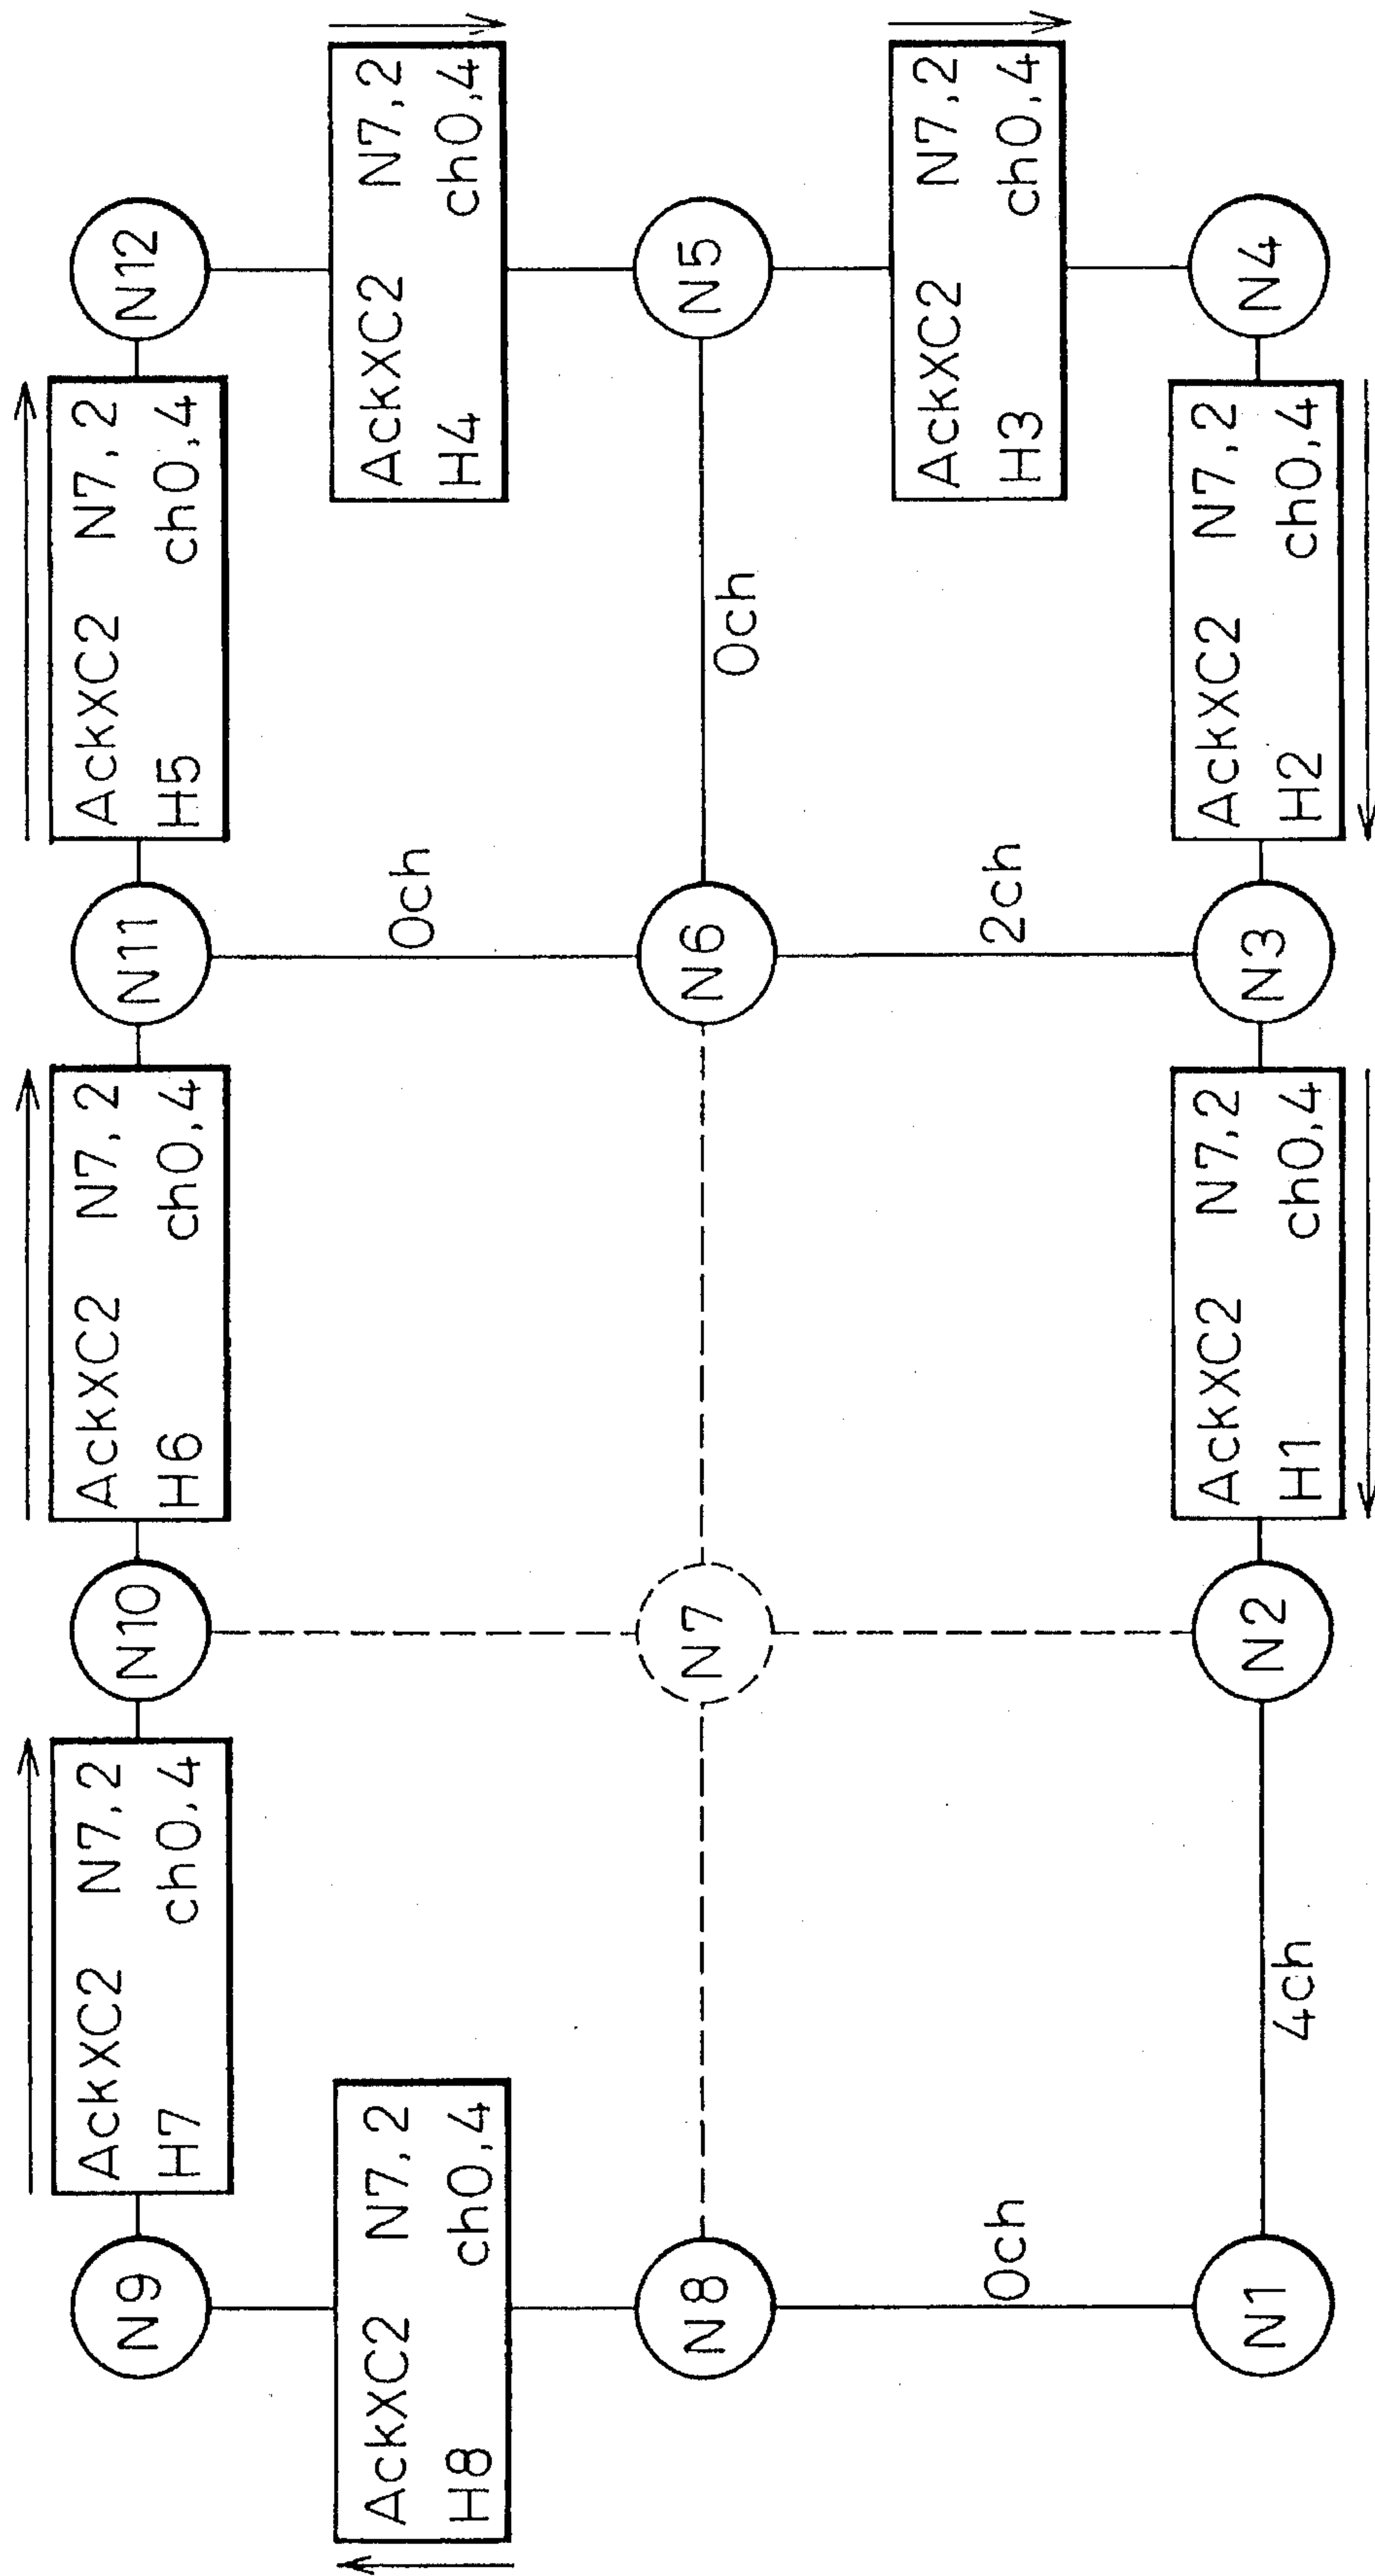 N9
AckXC2 N7,2
H7 ch0,4
N10
AckXC2 N7,2
H6 ch0,4
N11
AckXC2 N7,2
H5 ch0,4
N12
AckXC2 N7,2
H8 ch0,4
0ch
AckXC2 N7,2
H4 ch0,4
N8
N7
N6
0ch
N5
0ch
2ch
AckXC2 N7,2
H3 ch0,4
N1
4ch
N2
AckXC2 N7,2
H1 ch0,4
N3
AckXC2 N7,2
H2 ch0,4
N4